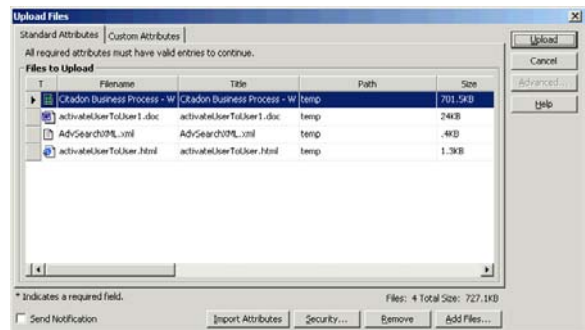 Upload Files
Standard Attributes Custom Attributes
All required attributes must have valid entries to continue.
Files to Upload
T Filename Title Path Size
Citadon Business Process - W Citadon Business Process - W temp 701.5KB
activateUserToUser1.doc activateUserToUser1.doc temp 24KB
AdvSearchXML.xml AdvSearchXML.xml temp .4KB
activateUserToUser.html activateUserToUser.html temp 1.3KB
* Indicates a required field. Files: 4 Total Size: 727.1KB
Send Notification Import Attributes Security... Remove Add Files...
Upload
Cancel
Advanced...
Help